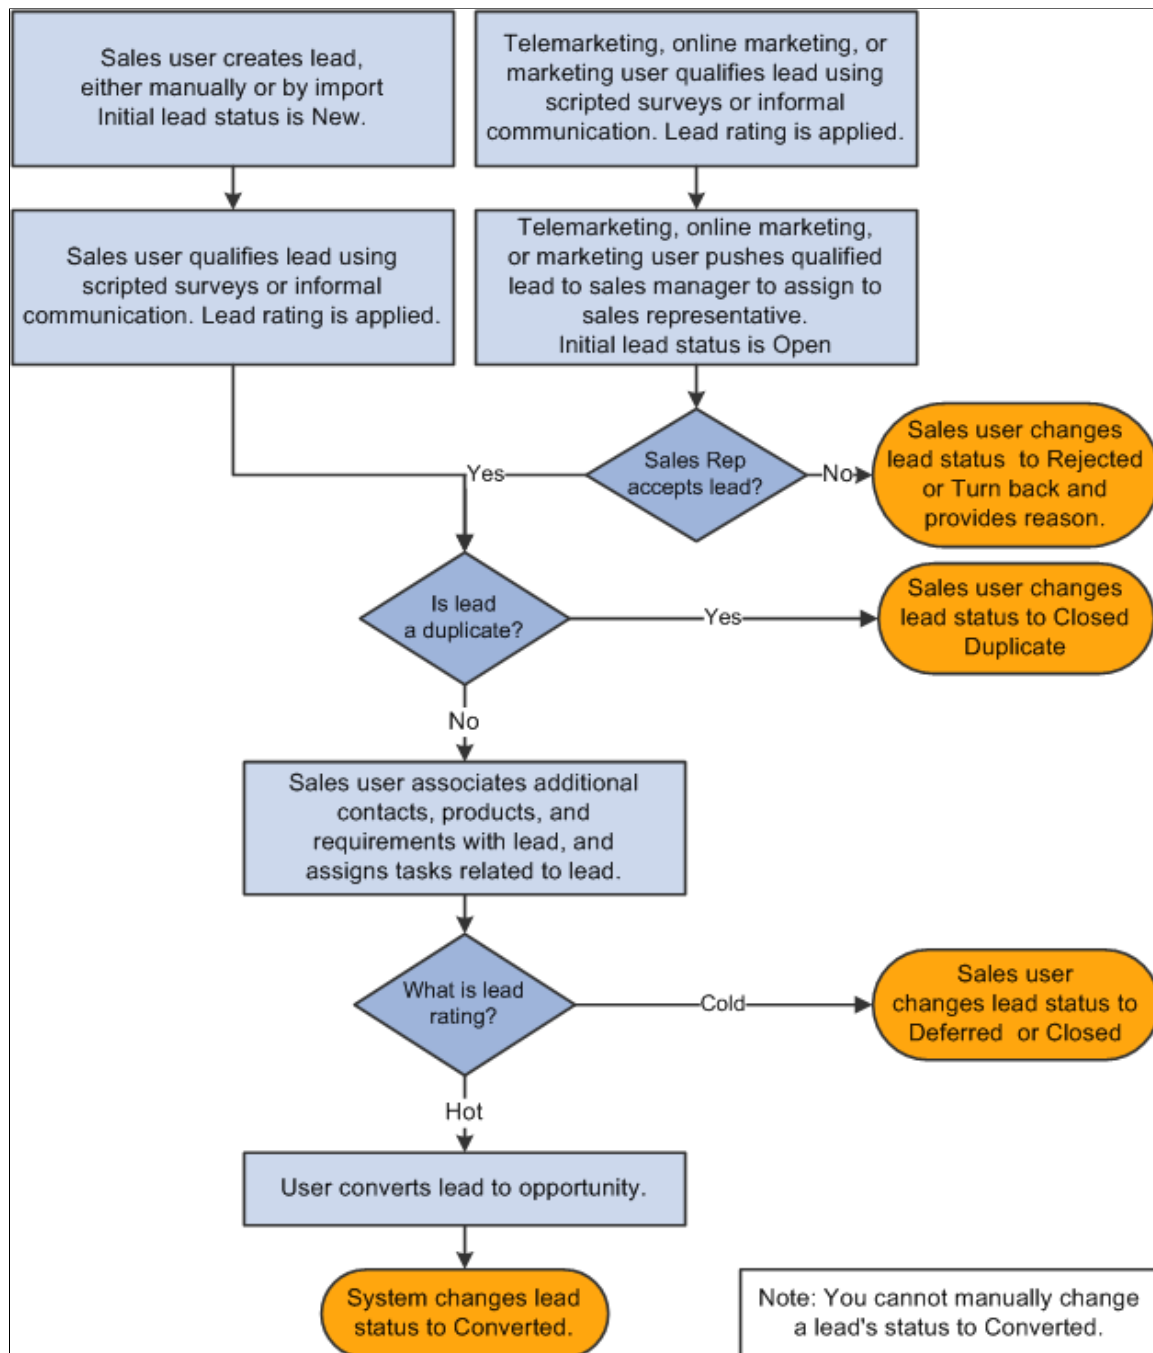 Sales user creates lead,
either manually or by import
Initial lead status is New.
Telemarketing, online marketing, or
marketing user qualifies lead using
scripted surveys or informal
communication. Lead rating is applied.
Sales user qualifies lead using
scripted surveys or informal
communication. Lead rating is applied.
Telemarketing, online marketing,
or marketing user pushes qualified
lead to sales manager to assign to
sales representative.
Initial lead status is Open
Sales Rep
accepts lead?
Yes
No
Sales user changes
lead status to Rejected
or Turn back and
provides reason.
Is lead
a duplicate?
Yes
Sales user changes
lead status to Closed
Duplicate
No
Sales user associates additional
contacts, products, and
requirements with lead, and
assigns tasks related to lead.
What is lead
rating?
Cold
Sales user
changes lead status to
Deferred or Closed
Hot
User converts lead to opportunity.
System changes lead
status to Converted.
Note: You cannot manually change
a lead's status to Converted.